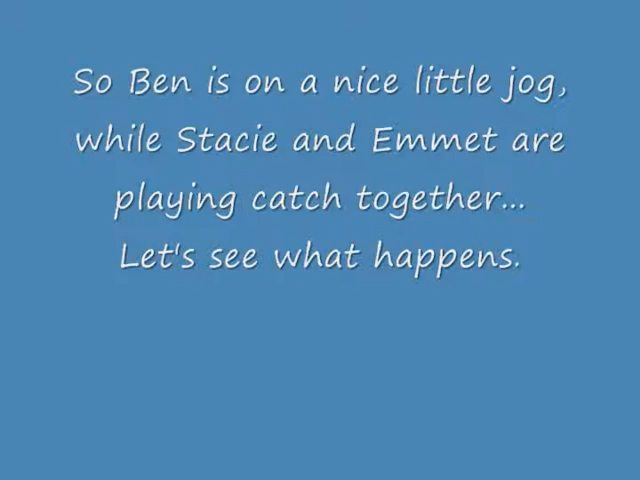 So Ben is on a nice little jog,
while Stacie and Emmet are
playing catch together...
Let's see what happens.